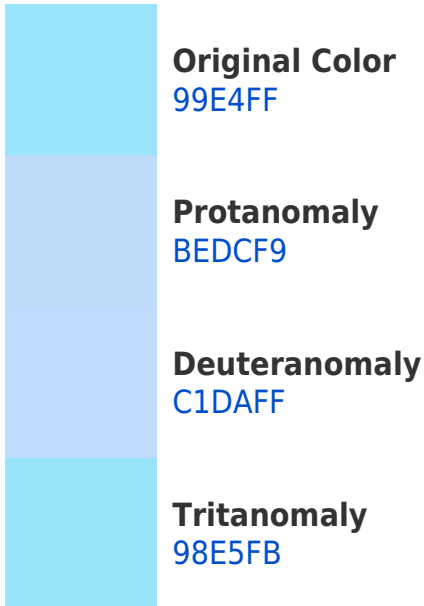 Original Color
99E4FF
Protanomaly
BEDCF9
Deuteranomaly
C1DAFF
Tritanomaly
98E5FB